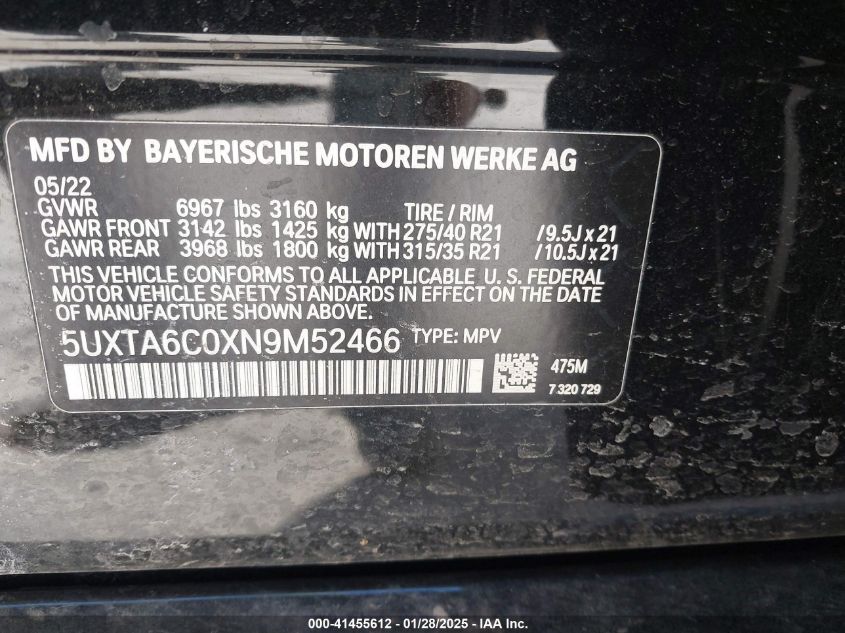 MFD BY BAYERISCHE MOTOREN WERKE AG
05/22
GVWR 6967 lbs 3160 kg TIRE / RIM
GAWR FRONT 3142 lbs 1425 kg WITH 275/40 R21 /9.5J x 21
GAWR REAR 3968 lbs 1800 kg WITH 315/35 R21 /10.5J x 21
THIS VEHICLE CONFORMS TO ALL APPLICABLE U. S. FEDERAL
MOTOR VEHICLE SAFETY STANDARDS IN EFFECT ON THE DATE
OF MANUFACTURE SHOWN ABOVE.
5UXTA6C0XN9M52466 TYPE: MPV
475M
7 320 729
000-41455612 - 01/28/2025 - IAA Inc.